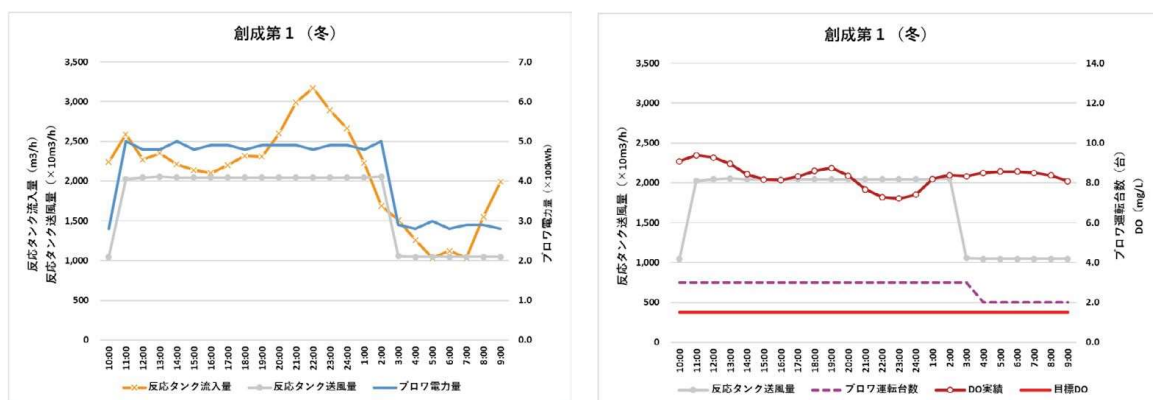 創成第1（冬）
反応タンク流入量（m3/h）
反応タンク送風量（×10m3/h）
3,500
3,000
2,500
2,000
1,500
1,000
500
0
7.0
6.0
5.0
4.0
3.0
2.0
1.0
0.0
ブロワ電力量（×100kWh）
10:00 11:00 12:00 13:00 14:00 15:00 16:00 17:00 18:00 19:00 20:00 21:00 22:00 23:00 24:00 1:00 2:00 3:00 4:00 5:00 6:00 7:00 8:00 9:00
反応タンク流入量 反応タンク送風量 ブロワ電力量
創成第1（冬）
反応タンク送風量（×10m3/h）
3,500
3,000
2,500
2,000
1,500
1,000
500
0
14.0
12.0
10.0
8.0
6.0
4.0
2.0
0.0
ブロワ運転台数（台）
DO（mg/L）
10:00 11:00 12:00 13:00 14:00 15:00 16:00 17:00 18:00 19:00 20:00 21:00 22:00 23:00 24:00 1:00 2:00 3:00 4:00 5:00 6:00 7:00 8:00 9:00
反応タンク送風量 ブロワ運転台数 DO実績 目標DO